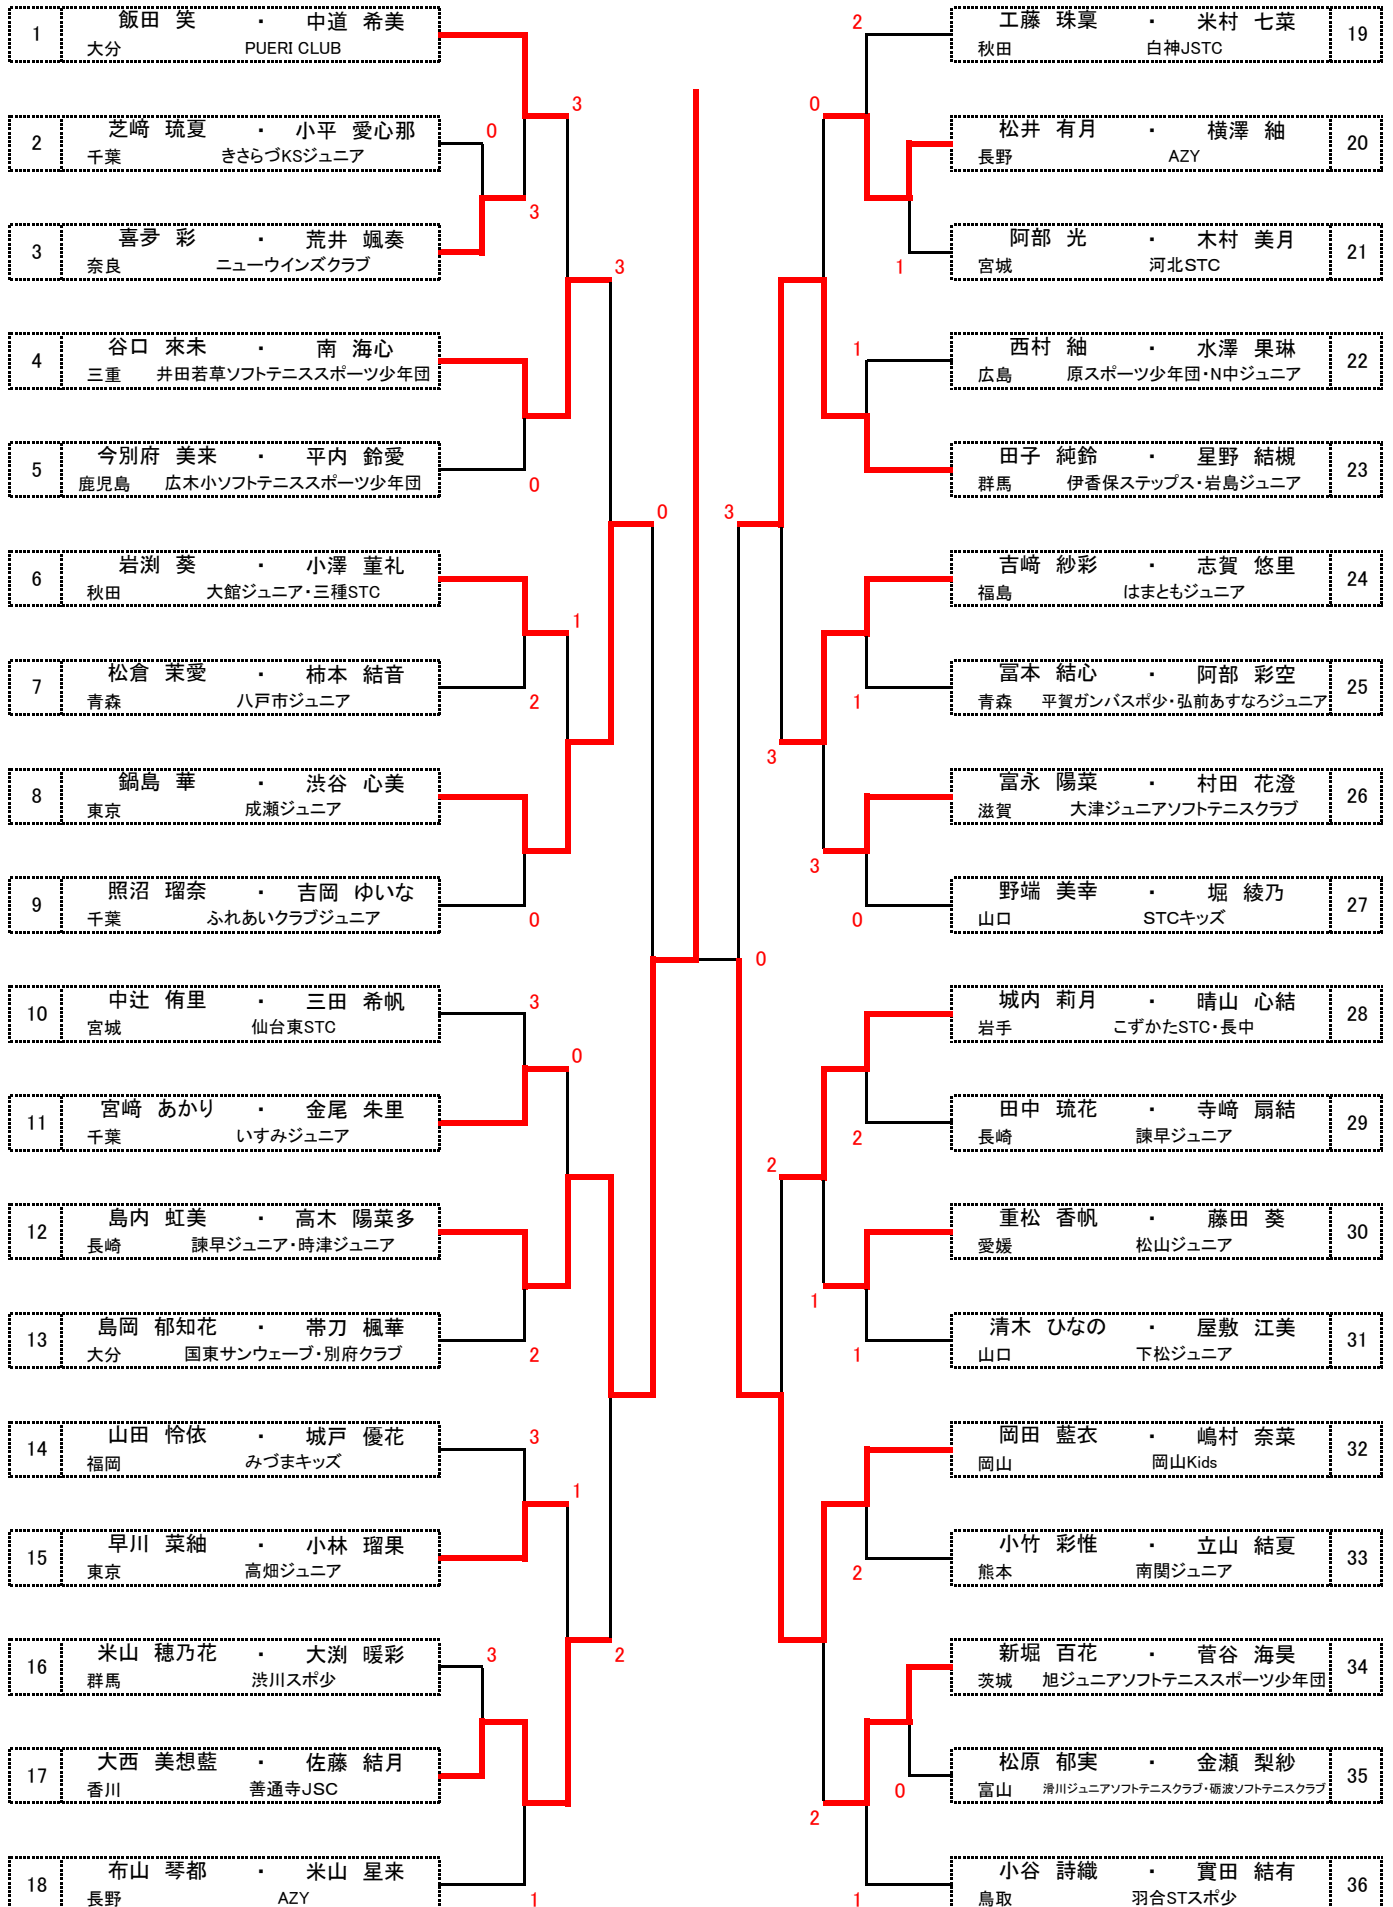 1 飯田 笑 ・ 中道 希美
大分 PUERI CLUB
2 芝﨑 琉夏 ・ 小平 愛心那
千葉 きさらづKSジュニア
3 喜夛 彩 ・ 荒井 颯奏
奈良 ニューウインズクラブ
4 谷口 來未 ・ 南 海心
三重 井田若草ソフトテニススポーツ少年団
5 今別府 美来 ・ 平内 鈴愛
鹿児島 広木小ソフトテニススポーツ少年団
6 岩渕 葵 ・ 小澤 菫礼
秋田 大館ジュニア・三種STC
7 松倉 茉愛 ・ 柿本 結音
青森 八戸市ジュニア
8 鍋島 華 ・ 渋谷 心美
東京 成瀬ジュニア
9 照沼 瑠奈 ・ 吉岡 ゆいな
千葉 ふれあいクラブジュニア
10 中辻 侑里 ・ 三田 希帆
宮城 仙台東STC
11 宮﨑 あかり ・ 金尾 朱里
千葉 いすみジュニア
12 島内 虹美 ・ 高木 陽菜多
長崎 諫早ジュニア・時津ジュニア
13 島岡 郁知花 ・ 帯刀 楓華
大分 国東サンウェーブ・別府クラブ
14 山田 怜依 ・ 城戸 優花
福岡 みづまキッズ
15 早川 菜紬 ・ 小林 瑠果
東京 高畑ジュニア
16 米山 穂乃花 ・ 大渕 暖彩
群馬 渋川スポ少
17 大西 美想藍 ・ 佐藤 結月
香川 善通寺JSC
18 布山 琴都 ・ 米山 星来
長野 AZY
0
3
3
3
0
0
1
2
0
3
0
2
3
1
3
2
1
2
0
1
1
3
1
3
3
0
0
2
2
1
1
2
0
2
1
工藤 珠稟 ・ 米村 七菜 19
秋田 白神JSTC
松井 有月 ・ 横澤 紬 20
長野 AZY
阿部 光 ・ 木村 美月 21
宮城 河北STC
西村 紬 ・ 水澤 果琳 22
広島 原スポーツ少年団・N中ジュニア
田子 純鈴 ・ 星野 結槻 23
群馬 伊香保ステップス・岩島ジュニア
吉﨑 紗彩 ・ 志賀 悠里 24
福島 はまともジュニア
冨本 結心 ・ 阿部 彩空 25
青森 平賀ガンバスポ少・弘前あすなろジュニア
富永 陽菜 ・ 村田 花澄 26
滋賀 大津ジュニアソフトテニスクラブ
野端 美幸 ・ 堀 綾乃 27
山口 STCキッズ
城内 莉月 ・ 晴山 心結 28
岩手 こずかたSTC・長中
田中 琉花 ・ 寺﨑 扇結 29
長崎 諫早ジュニア
重松 香帆 ・ 藤田 葵 30
愛媛 松山ジュニア
清木 ひなの ・ 屋敷 江美 31
山口 下松ジュニア
岡田 藍衣 ・ 嶋村 奈菜 32
岡山 岡山Kids
小竹 彩惟 ・ 立山 結夏 33
熊本 南関ジュニア
新堀 百花 ・ 菅谷 海昊 34
茨城 旭ジュニアソフトテニススポーツ少年団
松原 郁実 ・ 金瀬 梨紗 35
富山 滑川ジュニアソフトテニスクラブ・砺波ソフトテニスクラブ
小谷 詩織 ・ 實田 結有 36
鳥取 羽合STスポ少